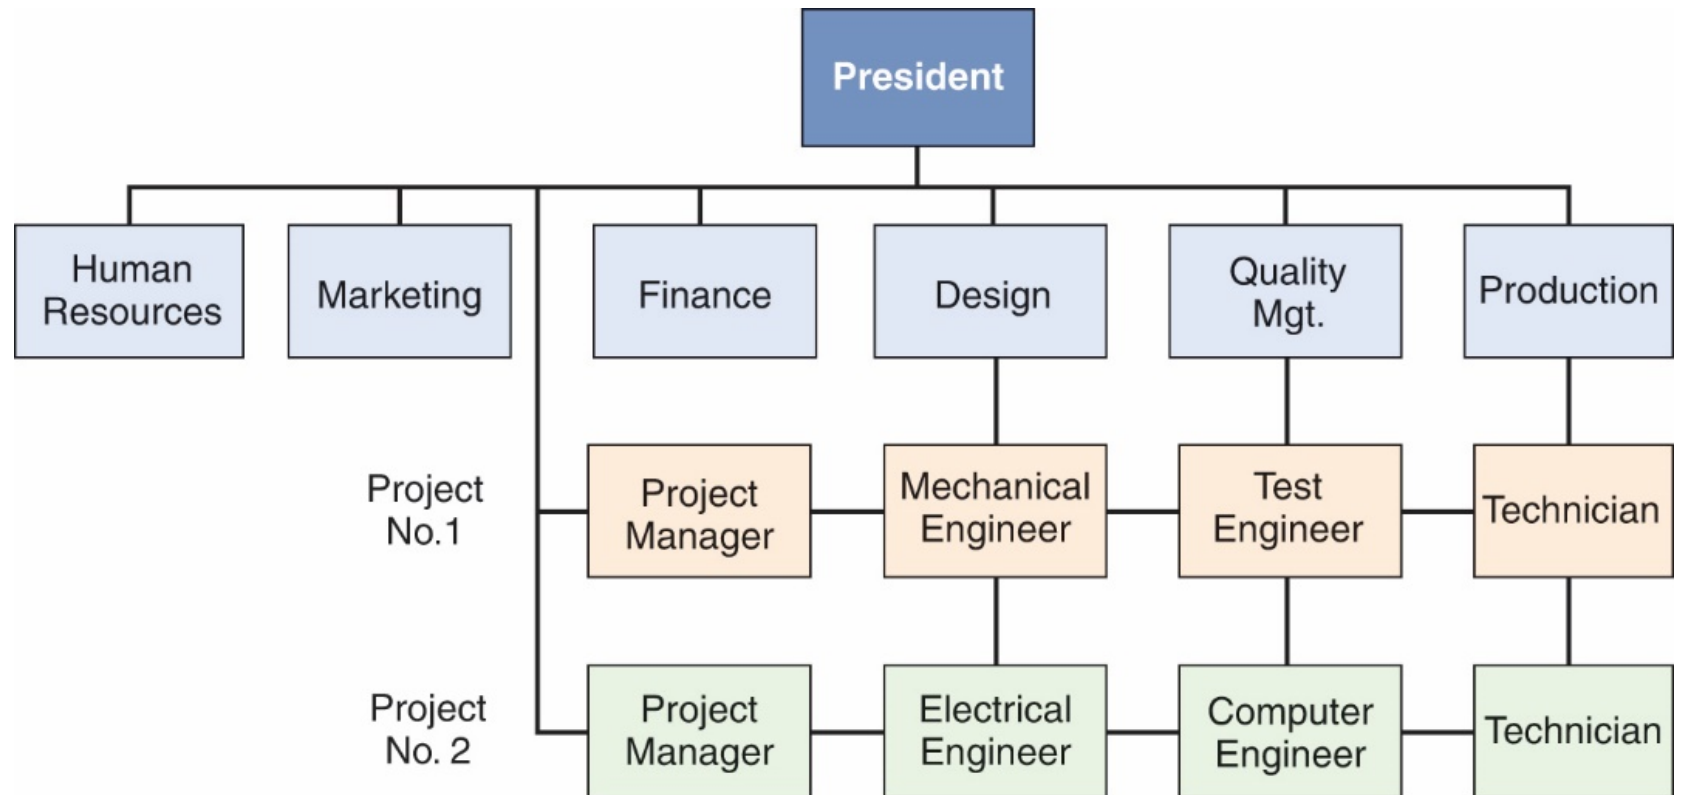 President
Human
Resources
Marketing
Finance
Design
Quality
Mgt.
Production
Project
No.1
Project
Manager
Mechanical
Engineer
Test
Engineer
Technician
Project
No. 2
Project
Manager
Electrical
Engineer
Computer
Engineer
Technician